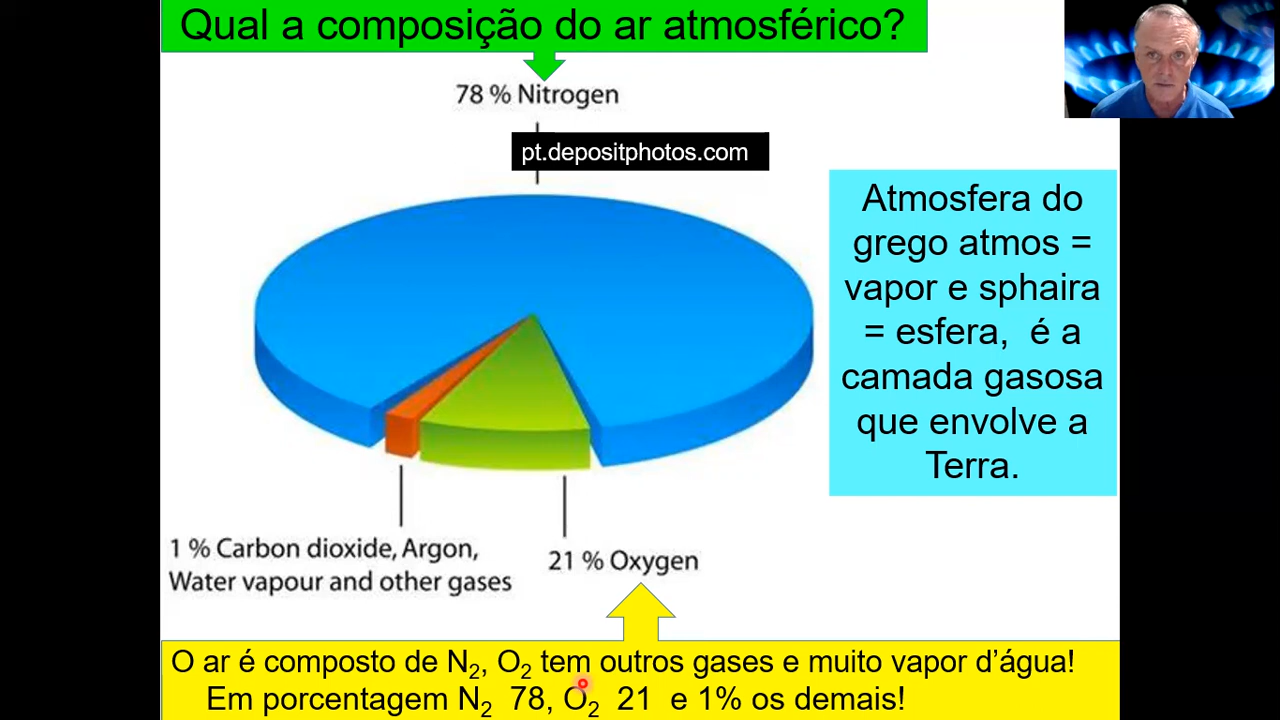 Qual a composição do ar atmosférico?
78 % Nitrogen
pt.depositphotos.com
Atmosfera do
grego atmos =
vapor e sphaira
= esfera, é a
camada gasosa
que envolve a
Terra.
1 % Carbon dioxide, Argon,
Water vapour and other gases
21 % Oxygen
O ar é composto de N₂, O₂ tem outros gases e muito vapor d’água!
Em porcentagem N₂ 78, O₂ 21 e 1% os demais!